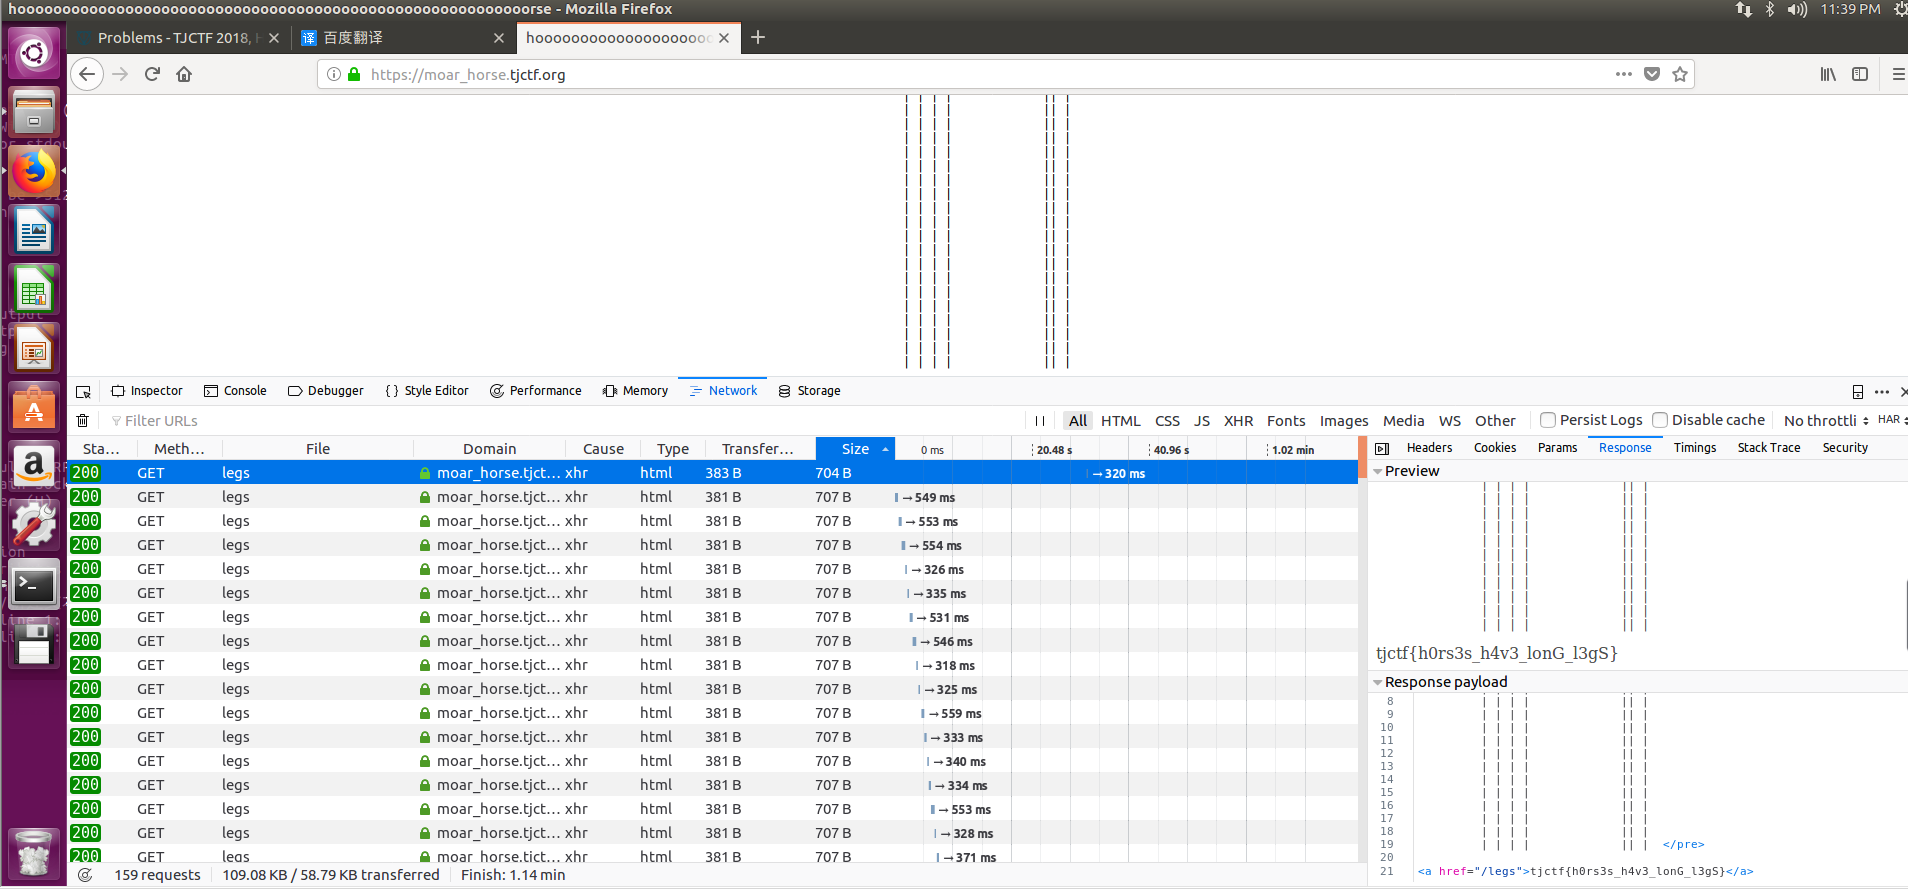 hoooooooooooooooooooooooooooooooooooooooooooooooooooooooooorse - Mozilla Firefox
11:39 PM
Problems - TJCTF 2018,
译 百度翻译
hoooooooooooooooooooo
https://moar_horse.tjctf.org
Inspector Console Debugger { } Style Editor Performance Memory Network Storage
Filter URLs All HTML CSS JS XHR Fonts Images Media WS Other Persist Logs Disable cache No throttli HAR
Sta… Meth… File Domain Cause Type Transfer… Size 0 ms 20.48 s 40.96 s 1.02 min
200 GET legs moar_horse.tjct… xhr html 383 B 704 B → 320 ms
200 GET legs moar_horse.tjct… xhr html 381 B 707 B → 549 ms
200 GET legs moar_horse.tjct… xhr html 381 B 707 B → 553 ms
200 GET legs moar_horse.tjct… xhr html 381 B 707 B → 554 ms
200 GET legs moar_horse.tjct… xhr html 381 B 707 B → 326 ms
200 GET legs moar_horse.tjct… xhr html 381 B 707 B → 335 ms
200 GET legs moar_horse.tjct… xhr html 381 B 707 B → 531 ms
200 GET legs moar_horse.tjct… xhr html 381 B 707 B → 546 ms
200 GET legs moar_horse.tjct… xhr html 381 B 707 B → 318 ms
200 GET legs moar_horse.tjct… xhr html 381 B 707 B → 325 ms
200 GET legs moar_horse.tjct… xhr html 381 B 707 B → 559 ms
200 GET legs moar_horse.tjct… xhr html 381 B 707 B → 333 ms
200 GET legs moar_horse.tjct… xhr html 381 B 707 B → 340 ms
200 GET legs moar_horse.tjct… xhr html 381 B 707 B → 334 ms
200 GET legs moar_horse.tjct… xhr html 381 B 707 B → 553 ms
200 GET legs moar_horse.tjct… xhr html 381 B 707 B → 328 ms
200 GET legs moar_horse.tjct… xhr html 381 B 707 B → 371 ms
159 requests 109.08 KB / 58.79 KB transferred Finish: 1.14 min
Headers Cookies Params Response Timings Stack Trace Security
Preview
tjctf{h0rs3s_h4v3_lonG_l3gS}
Response payload
8
9
10
11
12
13
14
15
16
17
18
19 </pre>
20
21 <a href="/legs">tjctf{h0rs3s_h4v3_lonG_l3gS}</a>